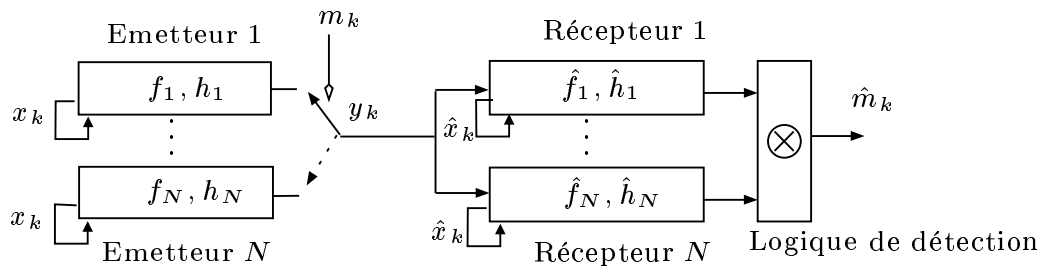 Emetteur 1
m_k
Récepteur 1
f_1, h_1
x_k
y_k
f̂_1, ĥ_1
x̂_k
m̂_k
f_N, h_N
x_k
f̂_N, ĥ_N
x̂_k
Emetteur N
Récepteur N
Logique de détection